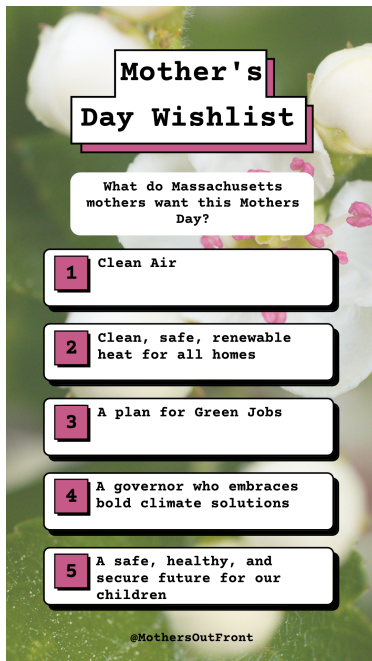 Mother's
Day Wishlist
What do Massachusetts
mothers want this Mothers
Day?
1
Clean Air
2
Clean, safe, renewable
heat for all homes
3
A plan for Green Jobs
4
A governor who embraces
bold climate solutions
5
A safe, healthy, and
secure future for our
children
@MothersOutFront